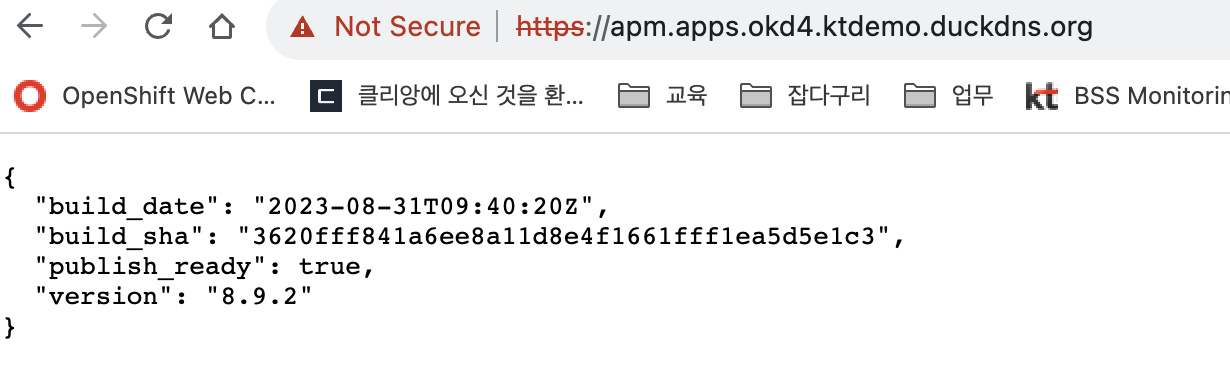 Not Secure | https://apm.apps.okd4.ktdemo.duckdns.org
OpenShift Web C... 클리앙에 오신 것을 환... 교육 잡다구리 업무 kt BSS Monitorin
{
"build_date": "2023-08-31T09:40:20Z",
"build_sha": "3620fff841a6ee8a11d8e4f1661fff1ea5d5e1c3",
"publish_ready": true,
"version": "8.9.2"
}